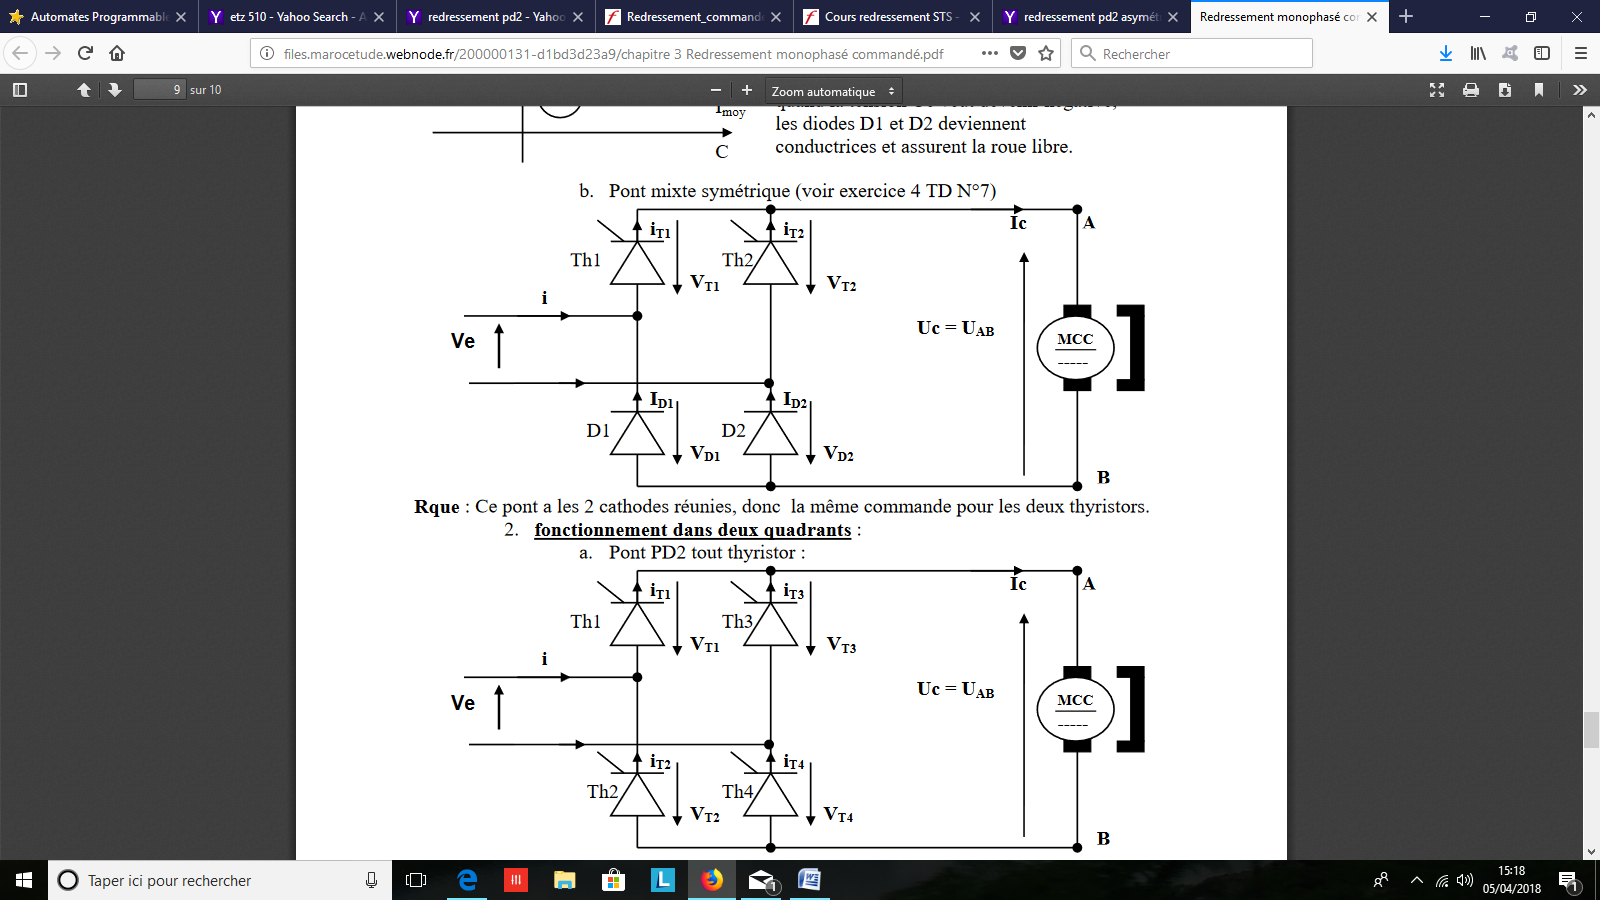 Automates Programmable
etz 510 - Yahoo Search - A
redressement pd2 - Yahoo
Redressement_command
Cours redressement STS -
redressement pd2 asymét
Redressement monophasé co
files.marocetude.webnode.fr/200000131-d1bd3d23a9/chapitre 3 Redressement monophasé commandé.pdf
Rechercher
9 sur 10
Zoom automatique
Imoy
C
les diodes D1 et D2 deviennent
conductrices et assurent la roue libre.
b. Pont mixte symétrique (voir exercice 4 TD N°7)
iT1 iT2 Ic A
Th1 Th2
VT1 VT2
i
Ve
Uc = UAB
MCC
-----
ID1 ID2
D1 D2
VD1 VD2
B
Rque : Ce pont a les 2 cathodes réunies, donc la même commande pour les deux thyristors.
2. fonctionnement dans deux quadrants :
a. Pont PD2 tout thyristor :
iT1 iT3 Ic A
Th1 Th3
VT1 VT3
i
Ve
Uc = UAB
MCC
-----
iT2 iT4
Th2 Th4
VT2 VT4
B
Taper ici pour rechercher
L
1
W
15:18
05/04/2018
1